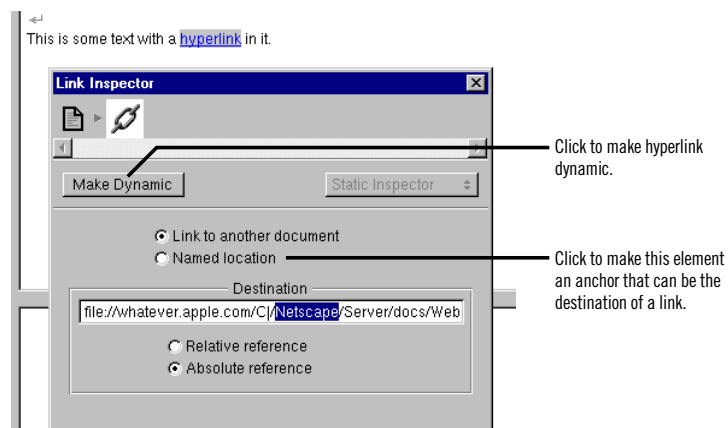 This is some text with a hyperlink in it.
Link Inspector
Click to make hyperlink
dynamic.
Make Dynamic
Static Inspector
Link to another document
Named location
Click to make this element
an anchor that can be the
destination of a link.
Destination
file://whatever.apple.com/C|/Netscape/Server/docs/Web
Relative reference
Absolute reference